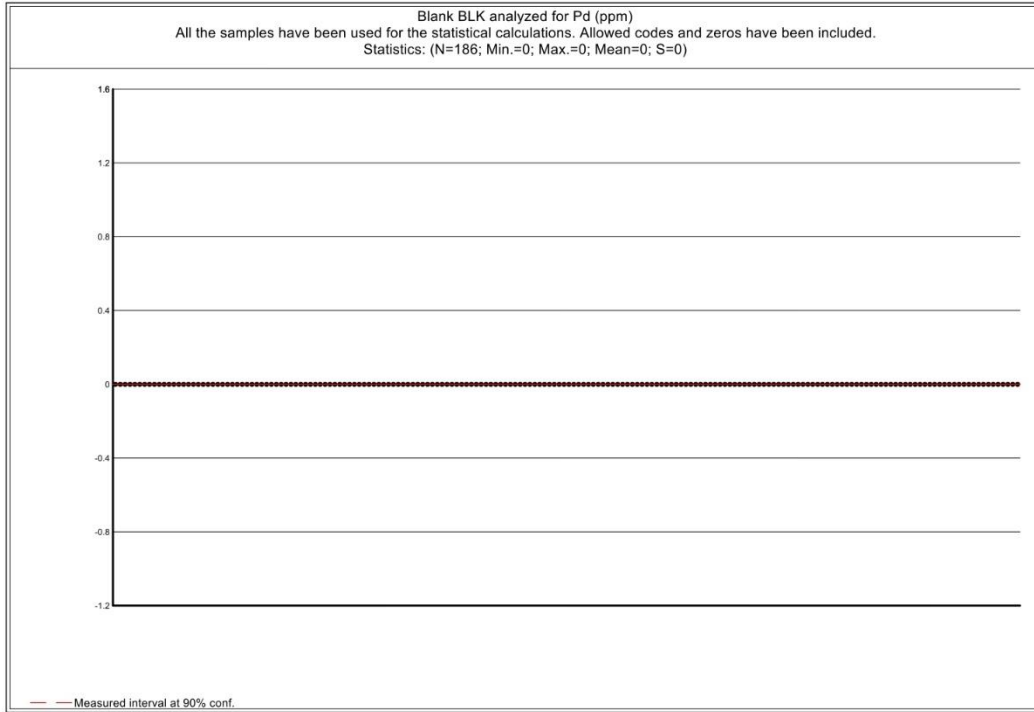 Blank BLK analyzed for Pd (ppm)
All the samples have been used for the statistical calculations. Allowed codes and zeros have been included.
Statistics: (N=186; Min.=0; Max.=0; Mean=0; S=0)
1.6
1.2
0.8
0.4
0
-0.4
-0.8
-1.2
Measured interval at 90% conf.